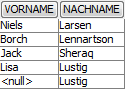 VORNAME NACHNAME
Niels Larsen
Borch Lennartson
Jack Sheraq
Lisa Lustig
<null> Lustig